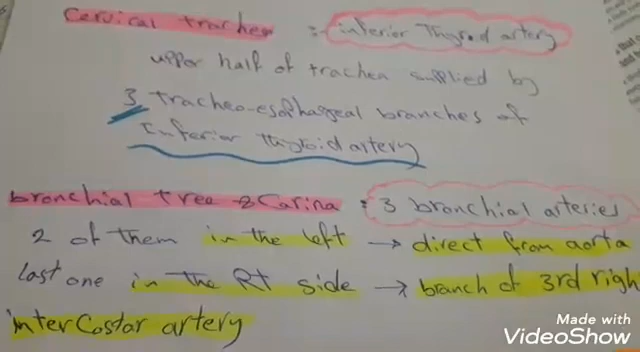 Cervical trachea :- inferior thyroid artery
upper half of trachea supplied by
3 tracheo-esophageal branches of
Inferior thyroid artery
bronchial tree & Carina : 3 bronchial arteries
2 of them in the left → direct from aorta
last one in the Rt side → branch of 3rd righ
interCostar artery
Made with
VideoShow